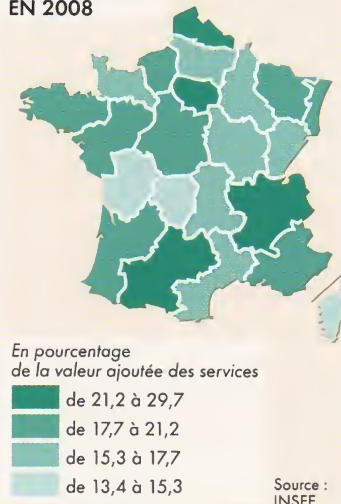 EN 2008
En pourcentage
de la valeur ajoutée des services
de 21,2 à 29,7
de 17,7 à 21,2
de 15,3 à 17,7
de 13,4 à 15,3
Source :
INSEE